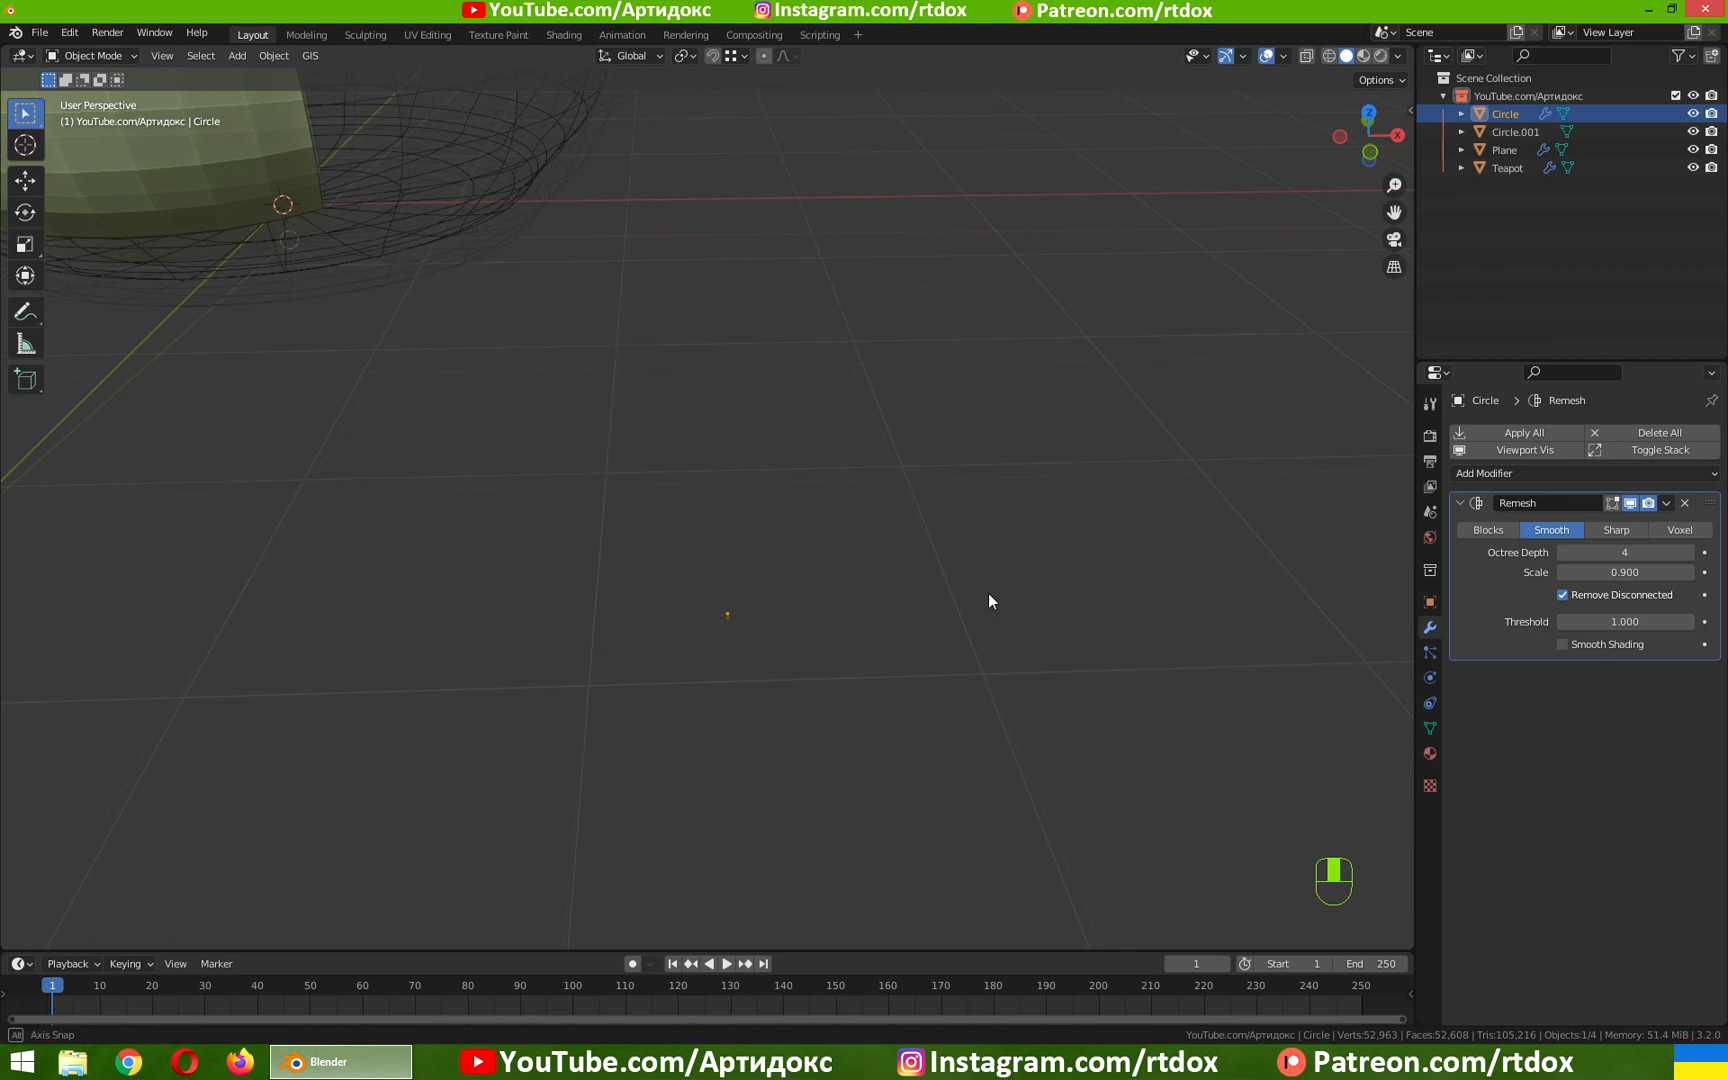 YouTube.com/Артидокс Instagram.com/rtdox Patreon.com/rtdox
File Edit Render Window Help Layout Modeling Sculpting UV Editing Texture Paint Shading Animation Rendering Compositing Scripting + Scene View Layer
Object Mode View Select Add Object GIS Global
Options
User Perspective
(1) YouTube.com/Артидокс | Circle
Z
X
Scene Collection
YouTube.com/Артидокс
Circle
Circle.001
Plane
Teapot
Circle > Remesh
Apply All Delete All
Viewport Vis Toggle Stack
Add Modifier
Remesh
Blocks Smooth Sharp Voxel
Octree Depth 4
Scale 0.900
Remove Disconnected
Threshold 1.000
Smooth Shading
Playback Keying View Marker 1 Start 1 End 250
1 10 20 30 40 50 60 70 80 90 100 110 120 130 140 150 160 170 180 190 200 210 220 230 240 250
Alt Axis Snap
YouTube.com/Артидокс | Circle | Verts:52,963 | Faces:52,608 | Tris:105,216 | Objects:1/4 | Memory: 51.4 MiB | 3.2.0
Blender YouTube.com/Артидокс Instagram.com/rtdox Patreon.com/rtdox